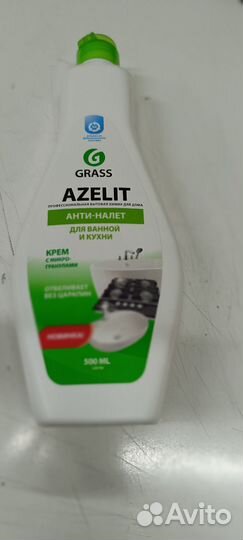 GRASS
AZELIT
ПРОФЕССИОНАЛЬНАЯ БЫТОВАЯ ХИМИЯ ДЛЯ ДОМА
АНТИ-НАЛЕТ
ДЛЯ ВАННОЙ
И КУХНИ
КРЕМ
С МИКРО-
ГРАНУЛАМИ
ОТБЕЛИВАЕТ
БЕЗ ЦАРАПИН
НОВИНКА!
500 ML
Avito